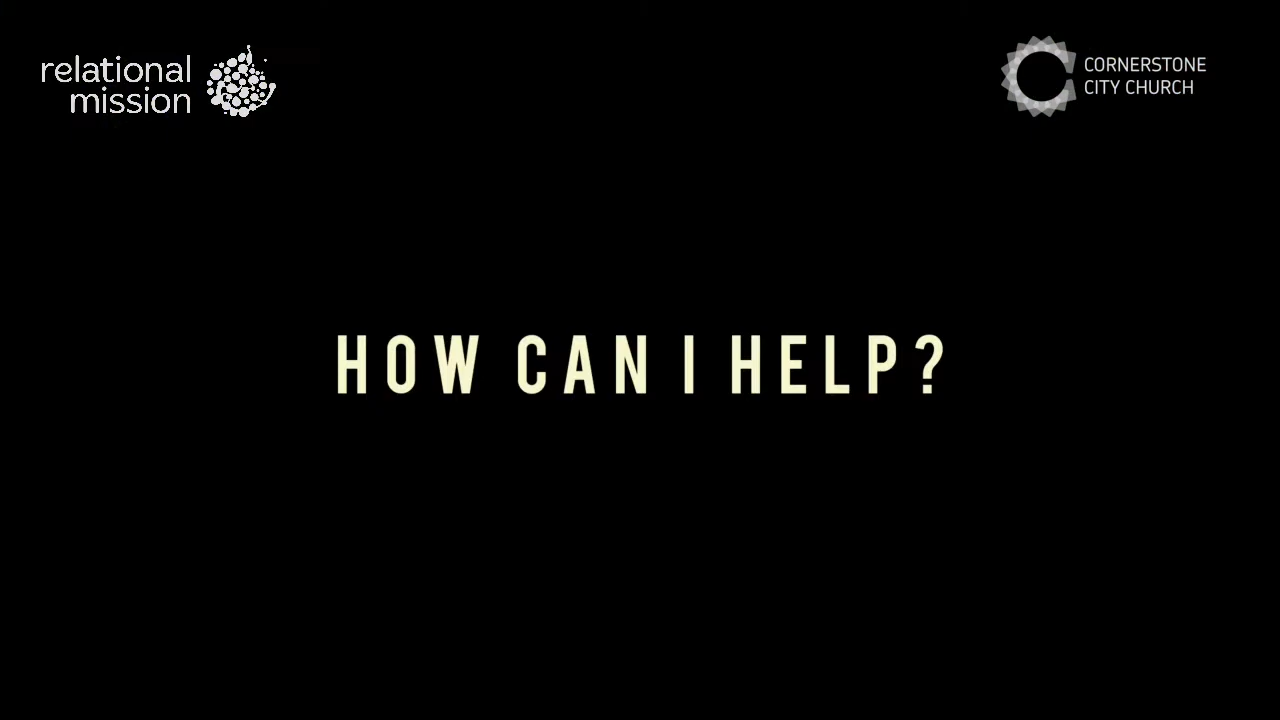 relational
mission
CORNERSTONE
CITY CHURCH
HOW CAN I HELP?